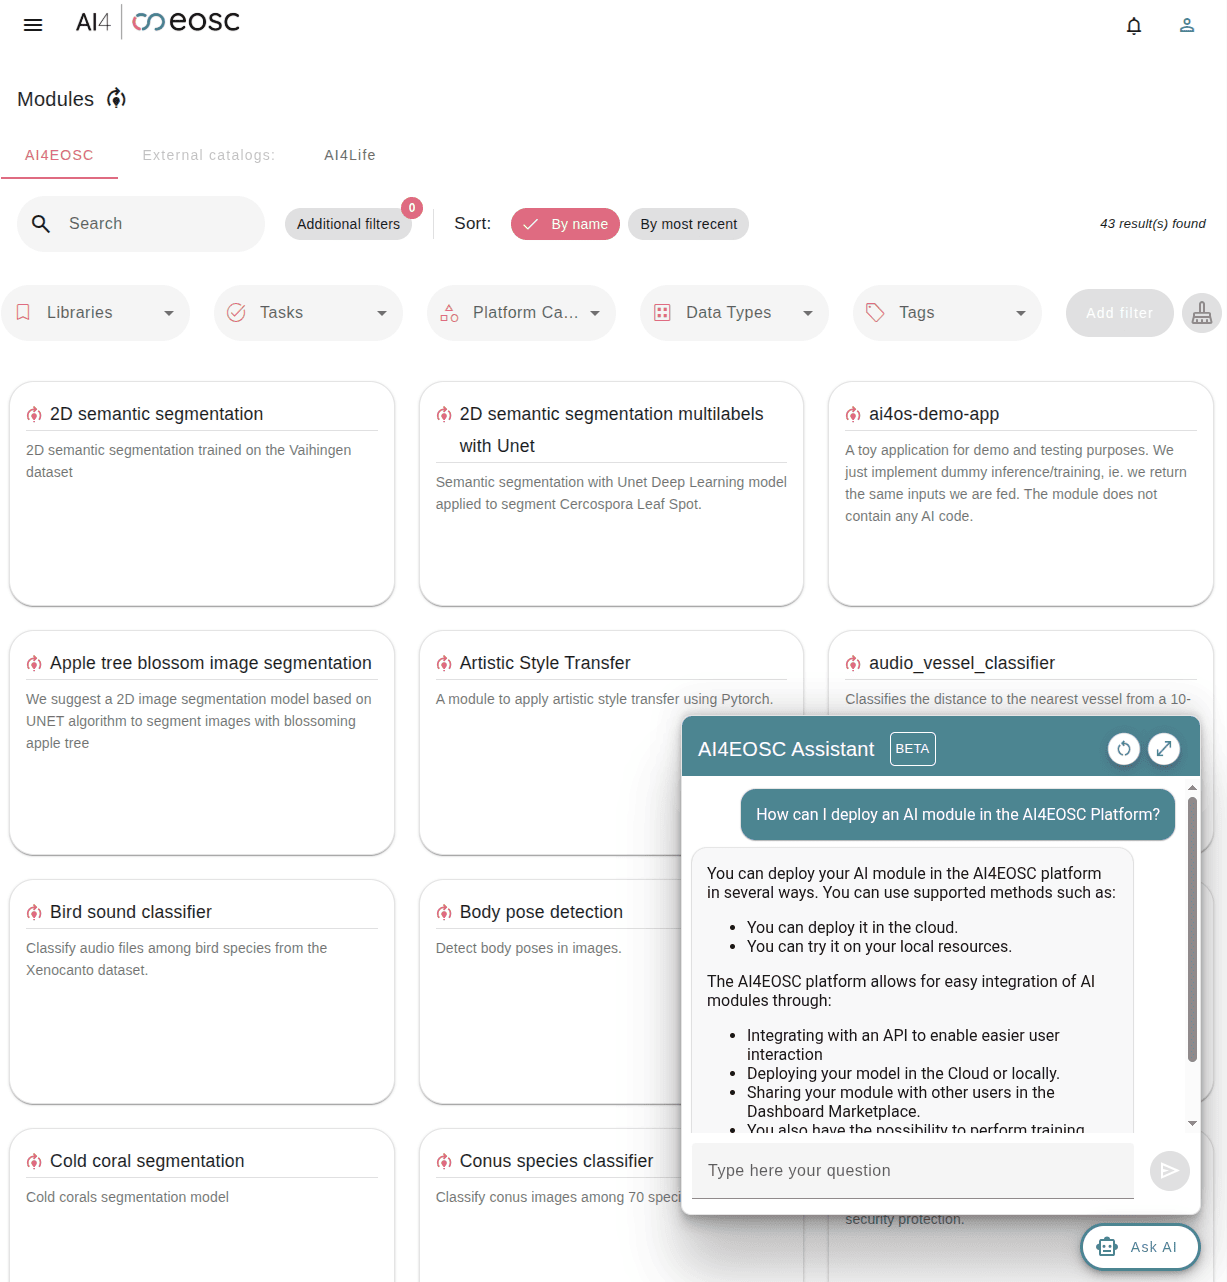 AI4 eosc
Modules
AI4EOSC
External catalogs:
AI4Life
Search
Additional filters
0
Sort:
By name
By most recent
43 result(s) found
Libraries
Tasks
Platform Ca...
Data Types
Tags
Add filter
2D semantic segmentation
2D semantic segmentation trained on the Vaihingen
dataset
2D semantic segmentation multilabels
with Unet
Semantic segmentation with Unet Deep Learning model
applied to segment Cercospora Leaf Spot.
ai4os-demo-app
A toy application for demo and testing purposes. We
just implement dummy inference/training, ie. we return
the same inputs we are fed. The module does not
contain any AI code.
Apple tree blossom image segmentation
We suggest a 2D image segmentation model based on
UNET algorithm to segment images with blossoming
apple tree
Artistic Style Transfer
A module to apply artistic style transfer using Pytorch.
audio_vessel_classifier
Classifies the distance to the nearest vessel from a 10-
Bird sound classifier
Classify audio files among bird species from the
Xenocanto dataset.
Body pose detection
Detect body poses in images.
Cold coral segmentation
Cold corals segmentation model
Conus species classifier
Classify conus images among 70 speci
security protection.
AI4EOSC Assistant
BETA
How can I deploy an AI module in the AI4EOSC Platform?
You can deploy your AI module in the AI4EOSC platform
in several ways. You can use supported methods such as:
• You can deploy it in the cloud.
• You can try it on your local resources.
The AI4EOSC platform allows for easy integration of AI
modules through:
• Integrating with an API to enable easier user
interaction
• Deploying your model in the Cloud or locally.
• Sharing your module with other users in the
Dashboard Marketplace.
• You also have the possibility to perform training
Type here your question
Ask AI